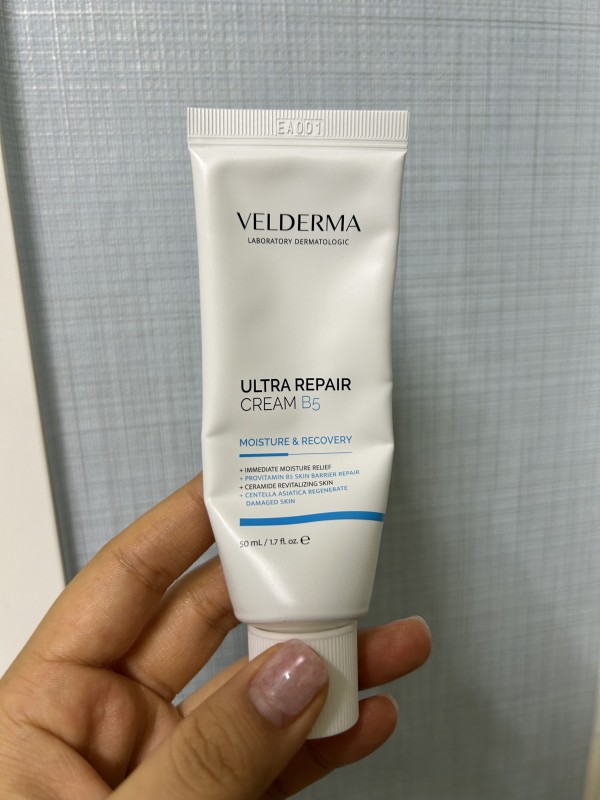 EA001
VELDERMA
LABORATORY DERMATOLOGIC
ULTRA REPAIR
CREAM B5
MOISTURE & RECOVERY
+ IMMEDIATE MOISTURE RELIEF
+ PROVITAMIN B5 SKIN BARRIER REPAIR
+ CERAMIDE REVITALIZING SKIN
+ CENTELLA ASIATICA REGENERATE
DAMAGED SKIN
50 mL / 1.7 fl. oz. ℮